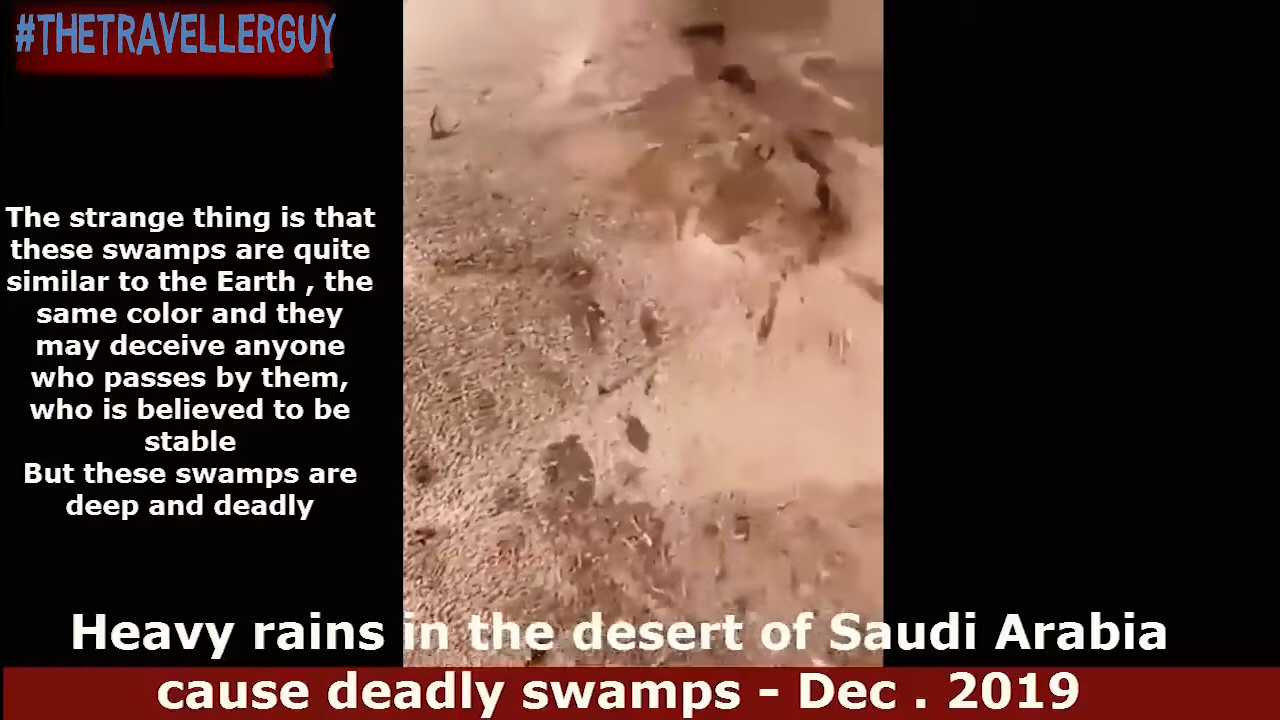 #THETRAVELLERGUY
The strange thing is that
these swamps are quite
similar to the Earth , the
same color and they
may deceive anyone
who passes by them,
who is believed to be
stable
But these swamps are
deep and deadly
Heavy rains in the desert of Saudi Arabia
cause deadly swamps - Dec . 2019